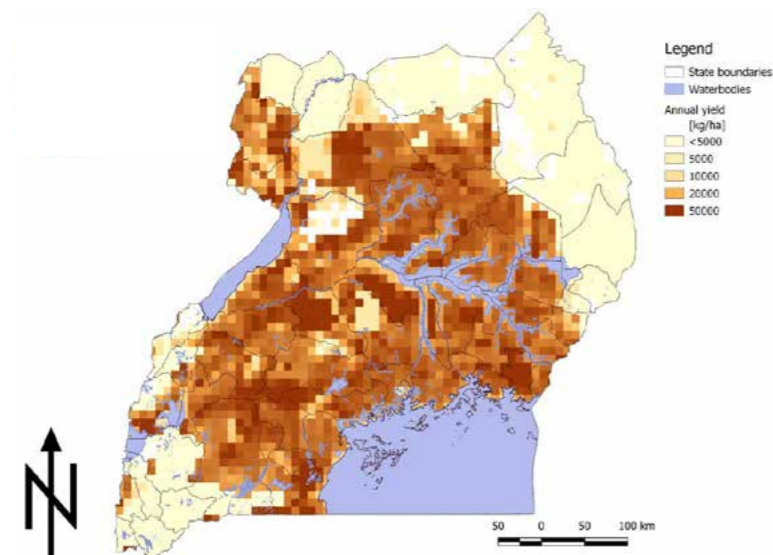 Legend
State boundaries
Waterbodies
Annual yield
[kg/ha]
<5000
5000
10000
20000
50000
N
50 0 50 100 km